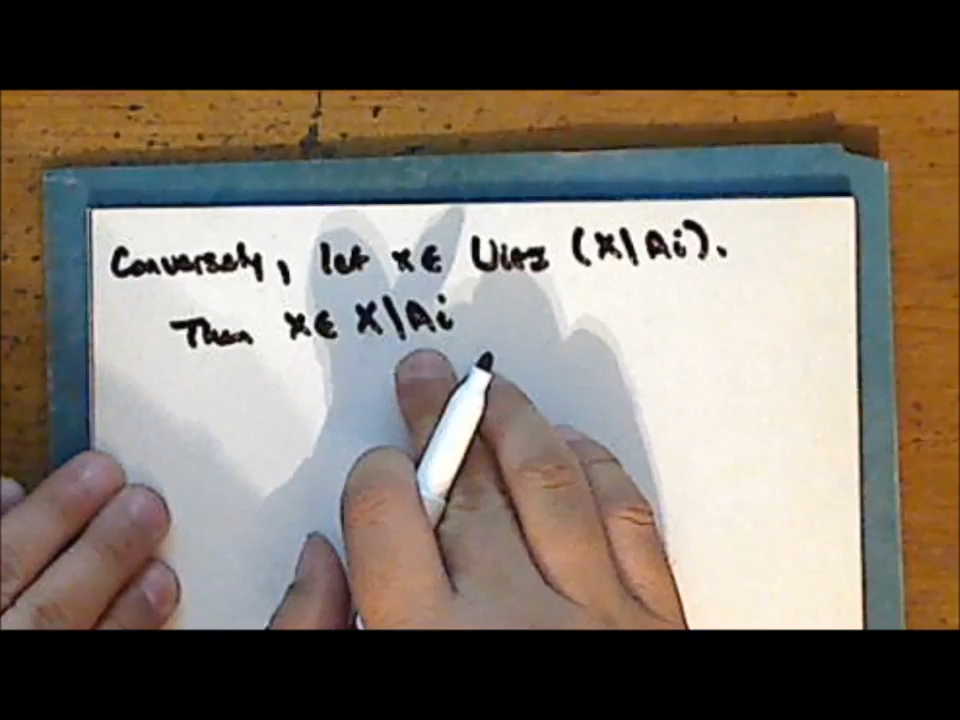 Conversely, let x ∈ ∪i∈I (X|Ai).
Then x ∈ X|Ai